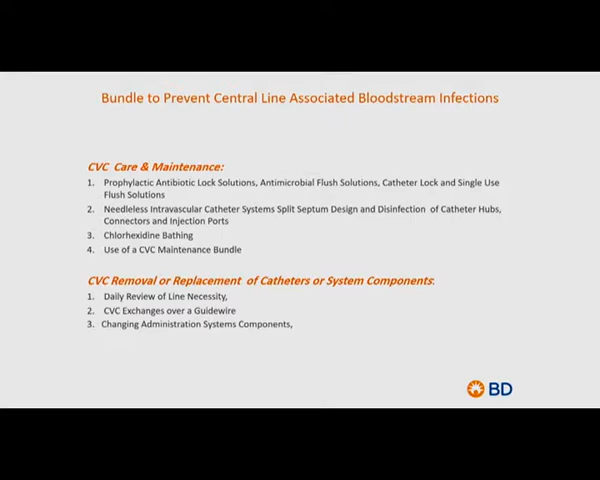 Bundle to Prevent Central Line Associated Bloodstream Infections
CVC Care & Maintenance:
1. Prophylactic Antibiotic Lock Solutions, Antimicrobial Flush Solutions, Catheter Lock and Single Use
Flush Solutions
2. Needleless Intravascular Catheter Systems Split Septum Design and Disinfection of Catheter Hubs,
Connectors and Injection Ports
3. Chlorhexidine Bathing
4. Use of a CVC Maintenance Bundle
CVC Removal or Replacement of Catheters or System Components:
1. Daily Review of Line Necessity,
2. CVC Exchanges over a Guidewire
3. Changing Administration Systems Components,
BD